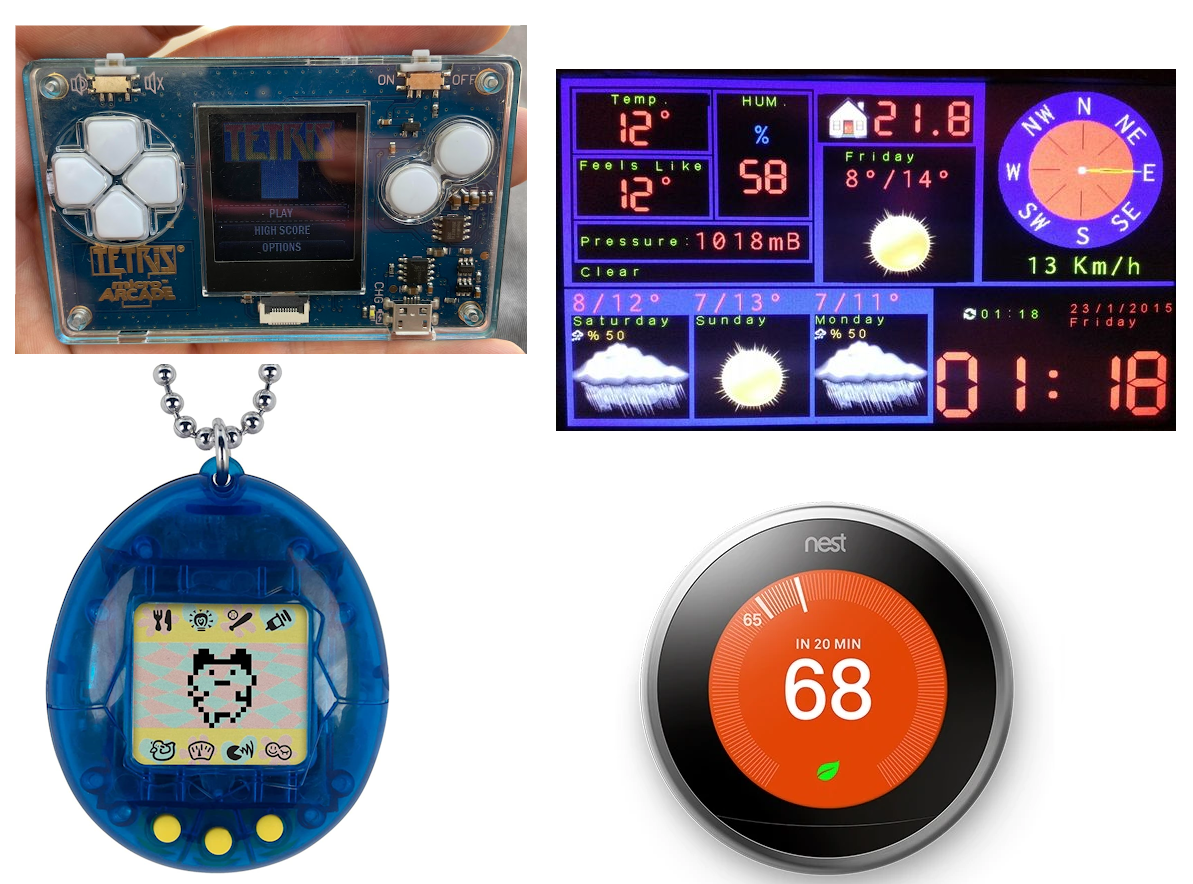 ON OFF
TETRIS
PLAY
HIGH SCORE
OPTIONS
TETRIS®
MICRO
ARCADE
CHG
Temp.
12°
HUM.
%
58
Feels Like
12°
Pressure: 1018mB
Clear
21.8
Friday
8°/14°
N
NE
E
SE
S
SW
W
NW
13 Km/h
8/12°
Saturday
% 50
7/13°
Sunday
7/11°
Monday
% 50
01:18
23/1/2015
Friday
01:18
nest
65
IN 20 MIN
68